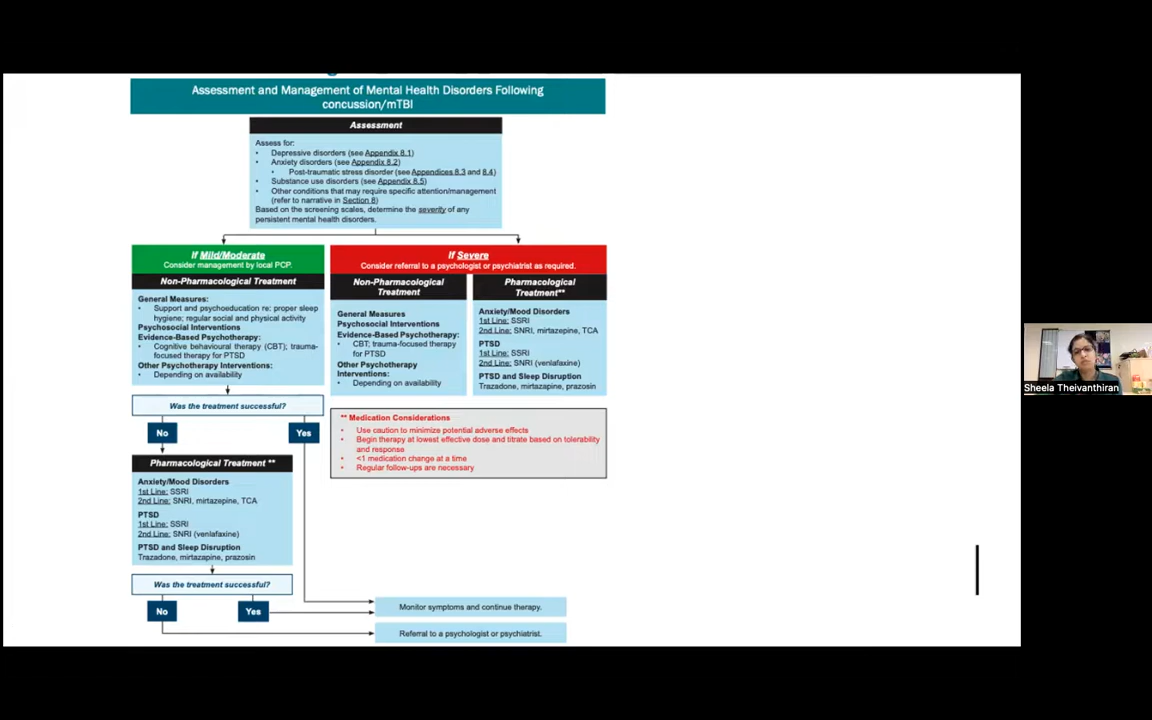 Assessment and Management of Mental Health Disorders Following
concussion/mTBI
Assessment
Assess for:
• Depressive disorders (see Appendix 8.1)
• Anxiety disorders (see Appendix 8.2)
• Post-traumatic stress disorder (see Appendices 8.3 and 8.4)
• Substance use disorders (see Appendix 8.5)
• Other conditions that may require specific attention/management
(refer to narrative in Section 8)
Based on the screening scales, determine the severity of any
persistent mental health disorders.
If Mild/Moderate
Consider management by local PCP.
Non-Pharmacological Treatment
General Measures:
• Support and psychoeducation re: proper sleep
hygiene; regular social and physical activity
Psychosocial Interventions
Evidence-Based Psychotherapy:
• Cognitive behavioural therapy (CBT); trauma-
focused therapy for PTSD
Other Psychotherapy Interventions:
• Depending on availability
If Severe
Consider referral to a psychologist or psychiatrist as required.
Non-Pharmacological
Treatment
General Measures
Psychosocial Interventions
Evidence-Based Psychotherapy:
• CBT; trauma-focused therapy
for PTSD
Other Psychotherapy
Interventions:
• Depending on availability
Pharmacological
Treatment**
Anxiety/Mood Disorders
1st Line: SSRI
2nd Line: SNRI, mirtazepine, TCA
PTSD
1st Line: SSRI
2nd Line: SNRI (venlafaxine)
PTSD and Sleep Disruption
Trazadone, mirtazapine, prazosin
Was the treatment successful?
No
Yes
** Medication Considerations
• Use caution to minimize potential adverse effects
• Begin therapy at lowest effective dose and titrate based on tolerability
and response
• <1 medication change at a time
• Regular follow-ups are necessary
Pharmacological Treatment **
Anxiety/Mood Disorders
1st Line: SSRI
2nd Line: SNRI, mirtazepine, TCA
PTSD
1st Line: SSRI
2nd Line: SNRI (venlafaxine)
PTSD and Sleep Disruption
Trazadone, mirtazapine, prazosin
Was the treatment successful?
No
Yes
Monitor symptoms and continue therapy.
Referral to a psychologist or psychiatrist.
Sheela Theivanthiran